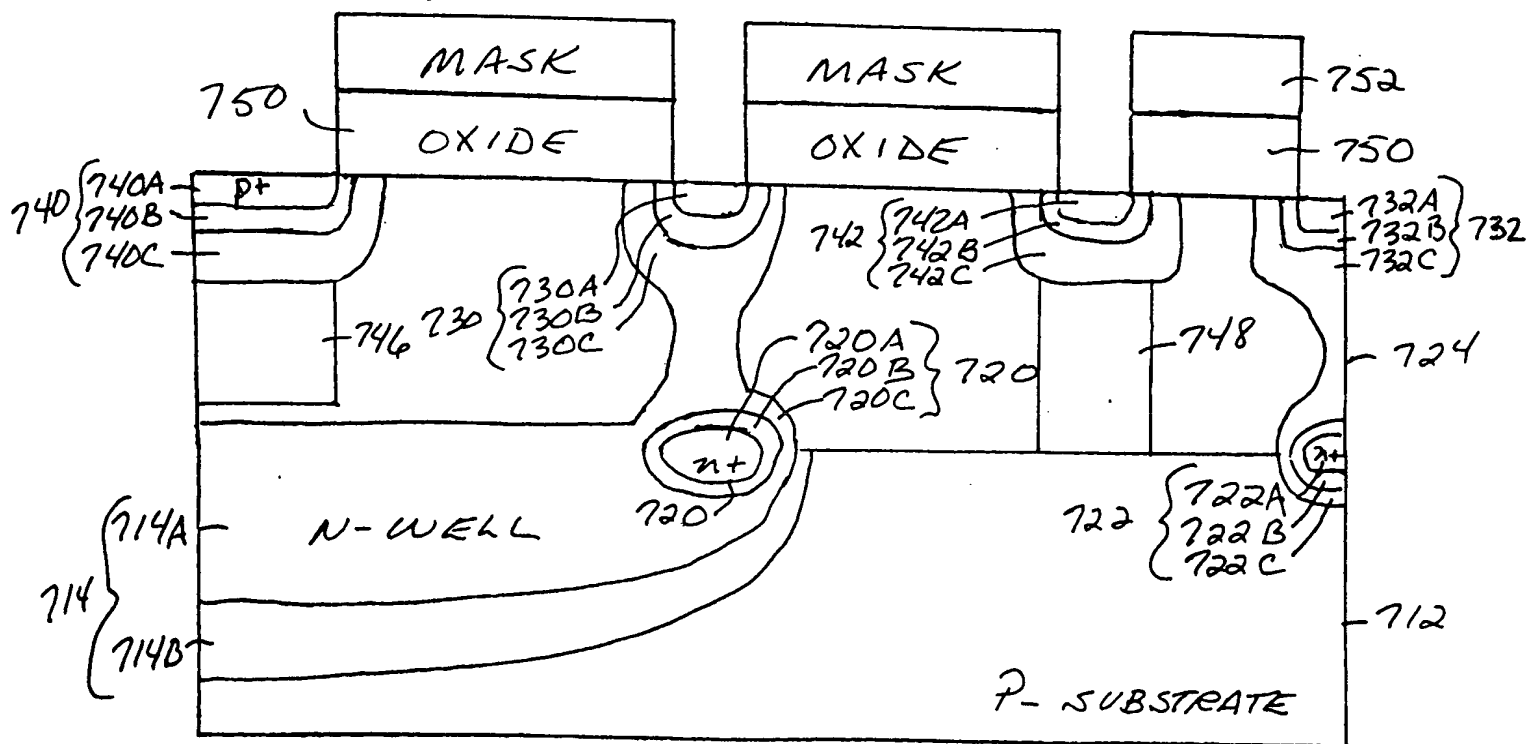 MASK
MASK
752
750
OXIDE
OXIDE
750
740
740A
740B
740C
p+
742
742A
742B
742C
732A
732B
732C
732
730
730A
730B
730C
746
720A
720B
720C
720
748
724
n+
720
n+
722
722A
722B
722C
714
714A
714B
N-WELL
712
P- SUBSTRATE